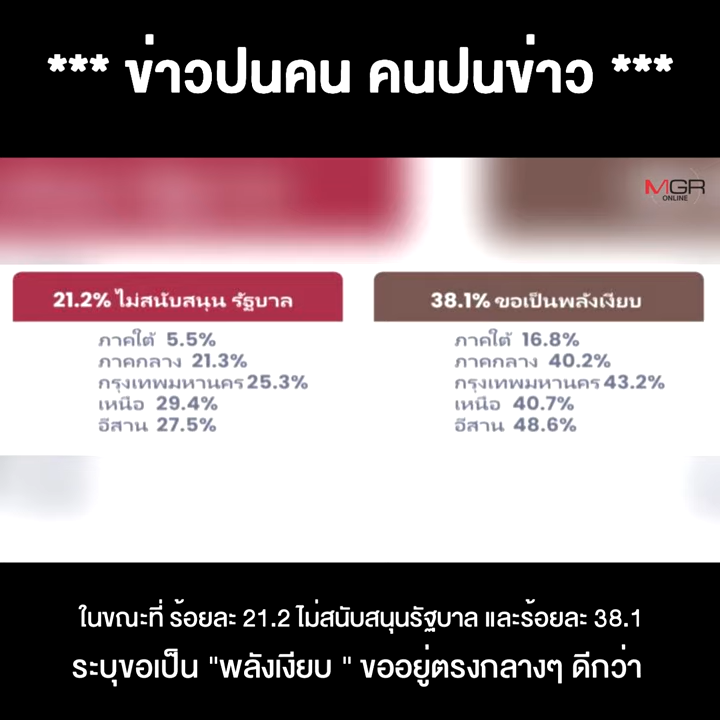 *** ข่าวปนคน คนปนข่าว ***
MGR
ONLINE
21.2% ไม่สนับสนุน รัฐบาล
ภาคใต้ 5.5%
ภาคกลาง 21.3%
กรุงเทพมหานคร 25.3%
เหนือ 29.4%
อีสาน 27.5%
38.1% ขอเป็นพลังเงียบ
ภาคใต้ 16.8%
ภาคกลาง 40.2%
กรุงเทพมหานคร 43.2%
เหนือ 40.7%
อีสาน 48.6%
ในขณะที่ ร้อยละ 21.2 ไม่สนับสนุนรัฐบาล และร้อยละ 38.1
ระบุขอเป็น "พลังเงียบ " ขออยู่ตรงกลางๆ ดีกว่า